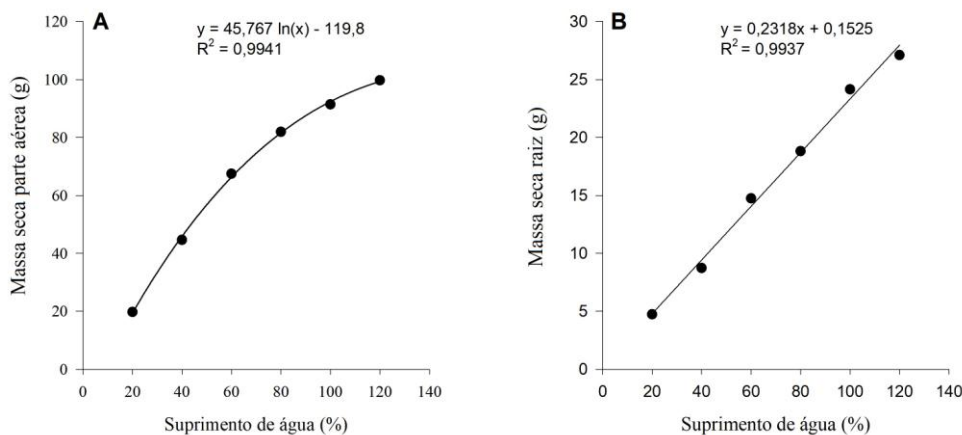 A
y = 45,767 ln(x) - 119,8
R² = 0,9941
Massa seca parte aérea (g)
120
100
80
60
40
20
0
0 20 40 60 80 100 120 140
Suprimento de água (%)
B
y = 0,2318x + 0,1525
R² = 0,9937
Massa seca raiz (g)
30
25
20
15
10
5
0
0 20 40 60 80 100 120 140
Suprimento de água (%)